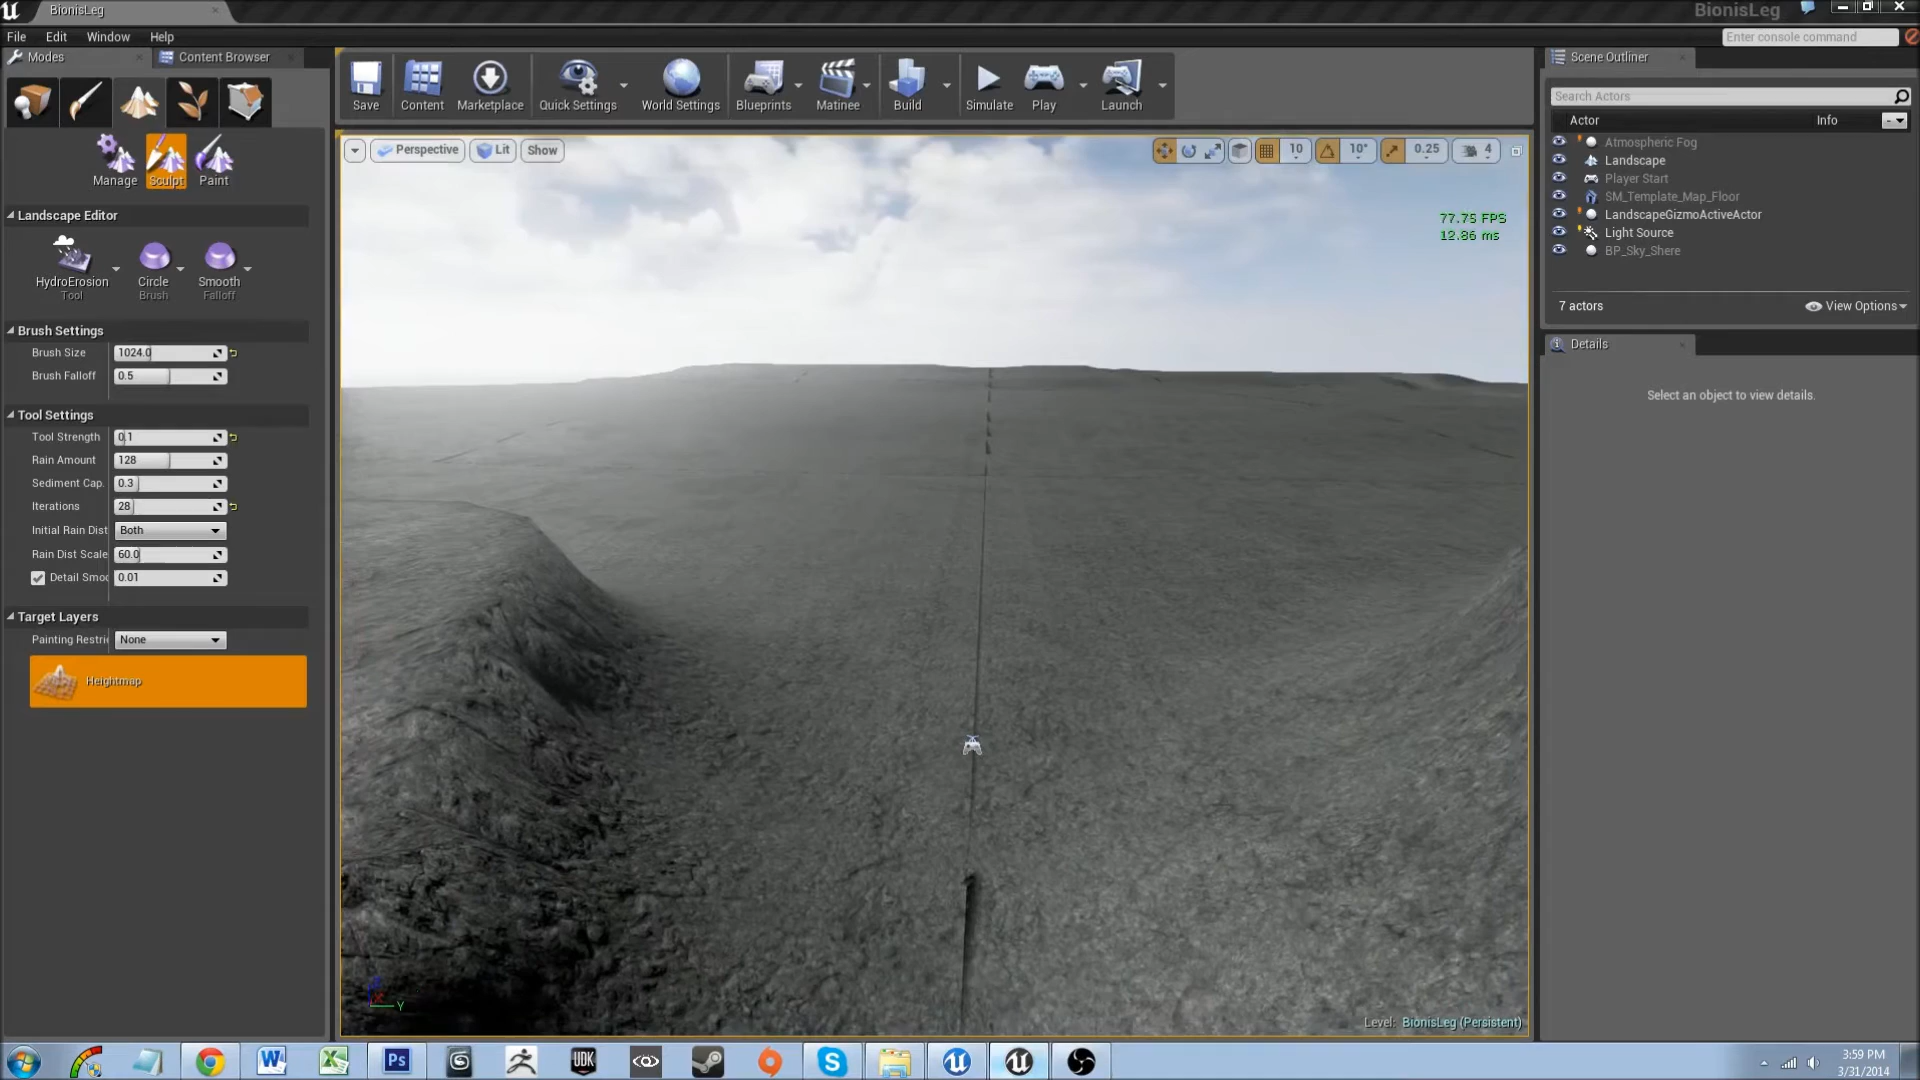 BionisLeg
BionisLeg
File Edit Window Help
Enter console command
Modes
Content Browser
Save
Content
Marketplace
Quick Settings
World Settings
Blueprints
Matinee
Build
Simulate
Play
Launch
Manage
Sculpt
Paint
Landscape Editor
HydroErosion
Tool
Circle
Brush
Smooth
Falloff
Brush Settings
Brush Size 1024.0
Brush Falloff 0.5
Tool Settings
Tool Strength 0.1
Rain Amount 128
Sediment Cap. 0.3
Iterations 28
Initial Rain Dist Both
Rain Dist Scale 60.0
Detail Smoo 0.01
Target Layers
Painting Restri None
Heightmap
Perspective
Lit
Show
10
10°
0.25
4
77.75 FPS
12.86 ms
Y
Level: BionisLeg (Persistent)
Scene Outliner
Search Actors
Actor Info
Atmospheric Fog
Landscape
Player Start
SM_Template_Map_Floor
LandscapeGizmoActiveActor
Light Source
BP_Sky_Shere
7 actors
View Options
Details
Select an object to view details.
Ps
UDK
3:59 PM
3/31/2014